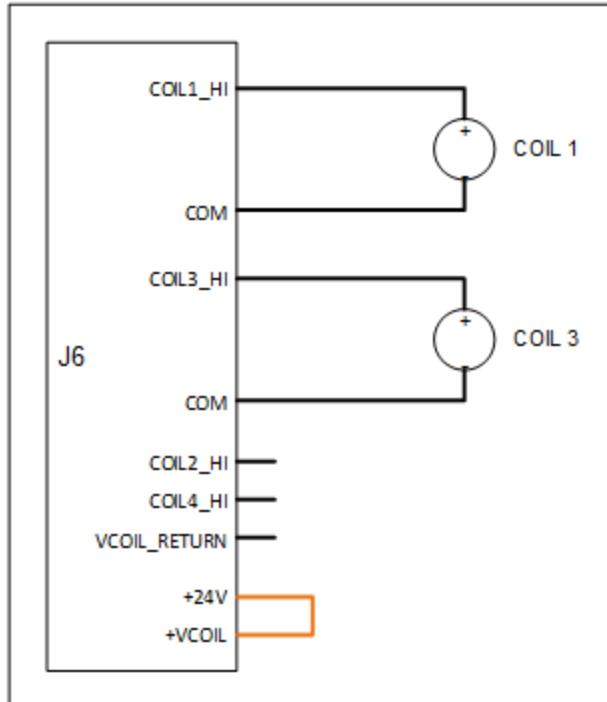 COIL1_HI
+
COIL 1
-
COM
COIL3_HI
+
COIL 3
-
J6
COM
COIL2_HI
COIL4_HI
VCOIL_RETURN
+24V
+VCOIL